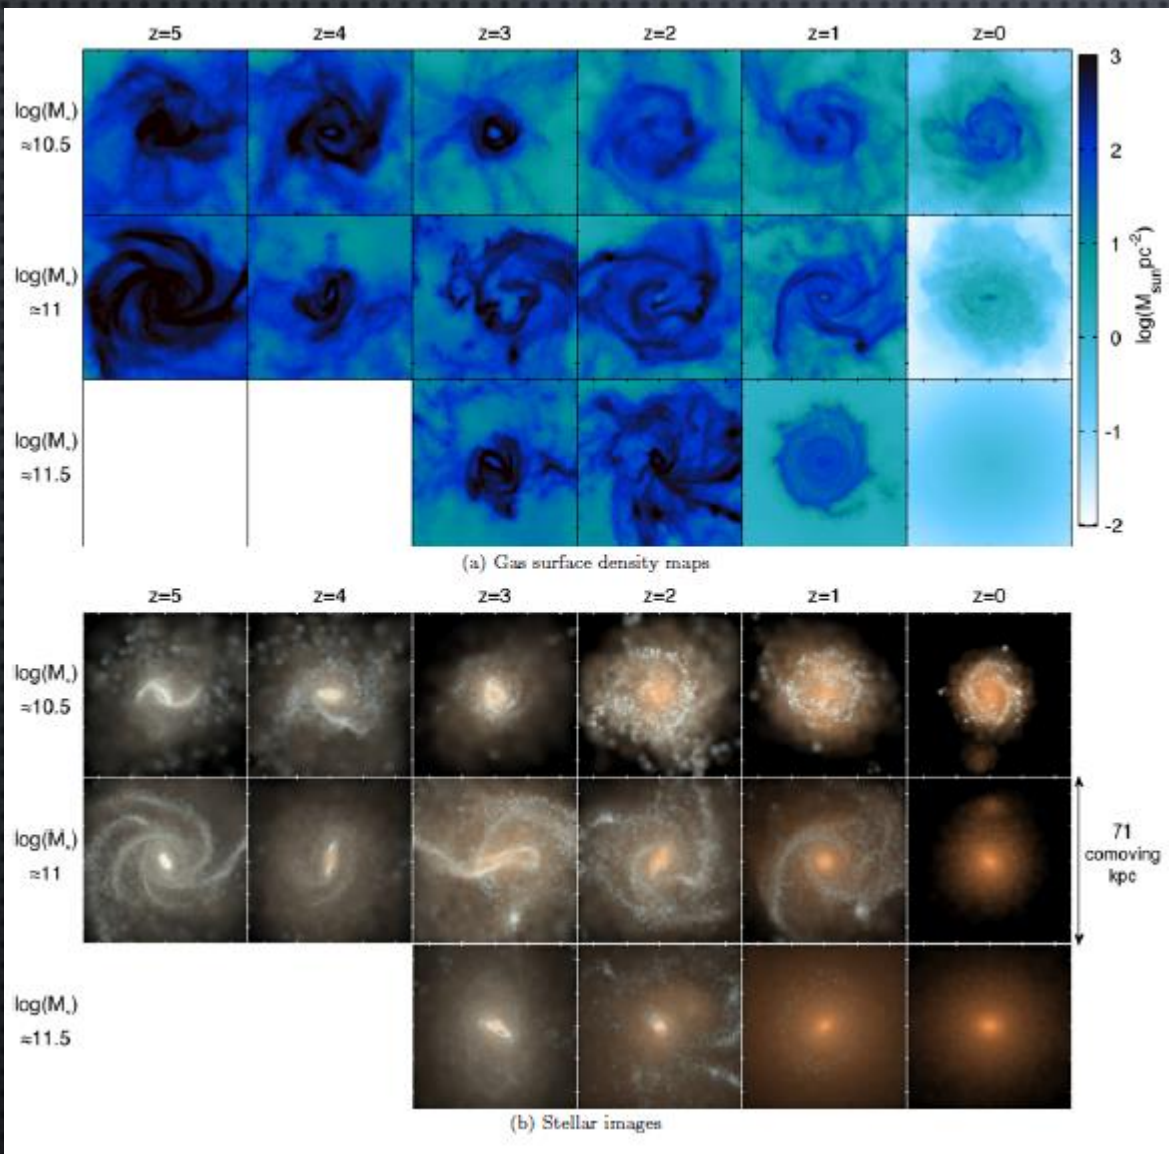 z=5 z=4 z=3 z=2 z=1 z=0
log(M*)
≈10.5
log(M*)
≈11
log(M*)
≈11.5
3
2
1
0
-1
-2
log(M_sun pc^-2)
(a) Gas surface density maps
z=5 z=4 z=3 z=2 z=1 z=0
log(M*)
≈10.5
log(M*)
≈11
71
comoving
kpc
log(M*)
≈11.5
(b) Stellar images